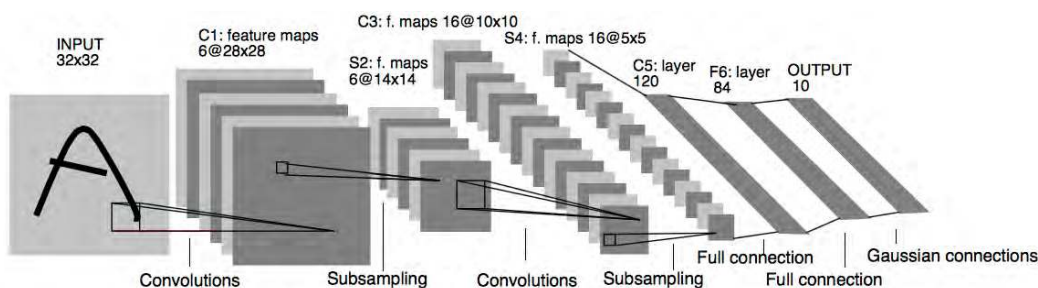 INPUT
32x32
C1: feature maps
6@28x28
S2: f. maps
6@14x14
C3: f. maps 16@10x10
S4: f. maps 16@5x5
C5: layer
120
F6: layer
84
OUTPUT
10
A
Convolutions
Subsampling
Convolutions
Subsampling
Full connection
Full connection
Gaussian connections